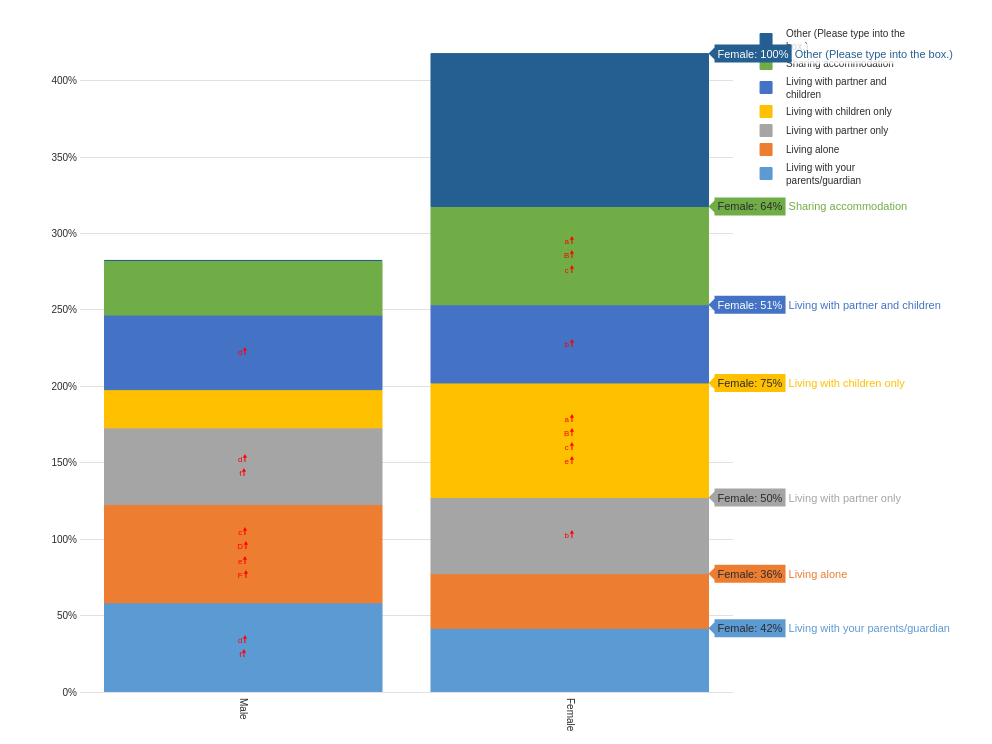 Other (Please type into the
Female: 100% Other (Please type into the box.)
Sharing accommodation
400%
Living with partner and
children
Living with children only
Living with partner only
Living alone
350%
Living with your
parents/guardian
Female: 64% Sharing accommodation
300%
a
B
c
Female: 51% Living with partner and children
250%
200%
Female: 75% Living with children only
a
B
c
e
d
f
150%
Female: 50% Living with partner only
b
c
D
e
F
100%
Female: 36% Living alone
50%
Female: 42% Living with your parents/guardian
d
f
0%
Male
Female